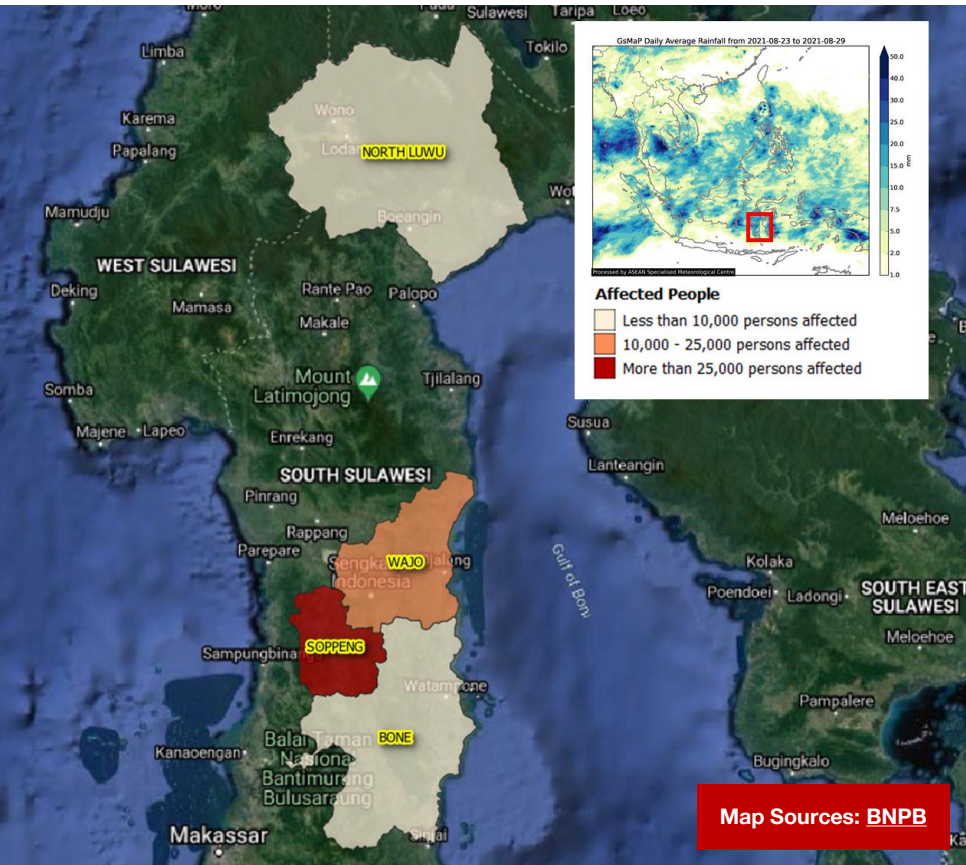 Sulawesi
Taripa
Loeo
Limba
Tokilo
Karema
Papalang
Wono
NORTH LUWU
Boeangin
Mamudju
WEST SULAWESI
Deking
Mamasa
Rante Pao
Palopo
Makale
Mount
Latimojong
Tjilalang
Somba
Majene
Lapeo
Enrekang
SOUTH SULAWESI
Pinrang
Rappang
Parepare
WAJO
Indonesia
SOPPENG
Watampone
BONE
Kanaoengan
Balai Taman
Nasional
Bantimurung
Bulusaraung
Makassar
Sinjai
GsMaP Daily Average Rainfall from 2021-08-23 to 2021-08-29
50.0
40.0
30.0
25.0
20.0
15.0
10.0
7.5
5.0
2.0
1.0
mm
Processed by ASEAN Specialised Meteorological Centre
Affected People
Less than 10,000 persons affected
10,000 - 25,000 persons affected
More than 25,000 persons affected
Susua
Lanteangin
Gulf of Boni
Meloehoe
Kolaka
Poendoei
Ladongi
SOUTH EAST
SULAWESI
Meloehoe
Pampalere
Bugingkalo
Map Sources: BNPB